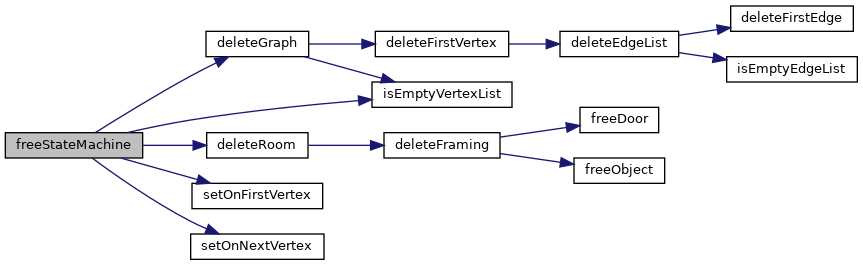 deleteFirstEdge
deleteGraph
deleteFirstVertex
deleteEdgeList
isEmptyEdgeList
isEmptyVertexList
freeDoor
freeStateMachine
deleteRoom
deleteFraming
freeObject
setOnFirstVertex
setOnNextVertex